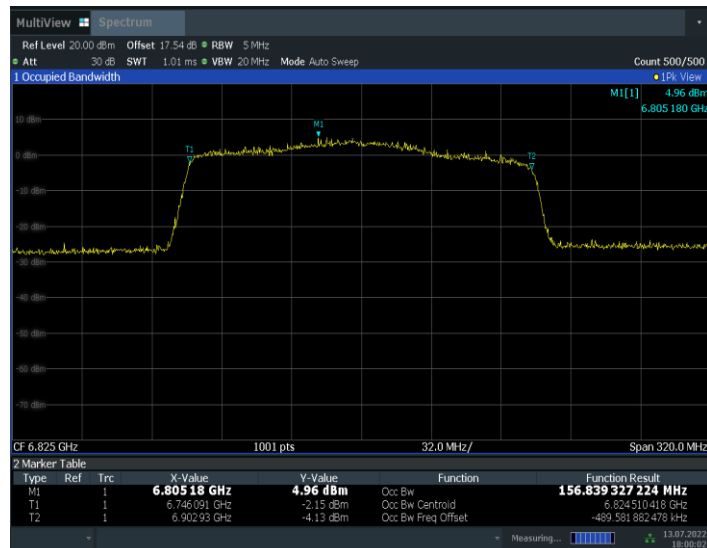 MultiView Spectrum
Ref Level 20.00 dBm Offset 17.54 dB RBW 5 MHz
Att 30 dB SWT 1.01 ms VBW 20 MHz Mode Auto Sweep Count 500/500
1 Occupied Bandwidth 1Pk View
M1[1] 4.96 dBm
6.805 180 GHz
10 dBm
M1
T1
0 dBm
T2
-10 dBm
-20 dBm
-30 dBm
-40 dBm
-50 dBm
-60 dBm
-70 dBm
CF 6.825 GHz 1001 pts 32.0 MHz/ Span 320.0 MHz
2 Marker Table
Type Ref Trc X-Value Y-Value Function Function Result
M1 1 6.80518 GHz 4.96 dBm Occ Bw 156.839 327 224 MHz
T1 1 6.746091 GHz -2.15 dBm Occ Bw Centroid 6.824 510 418 GHz
T2 1 6.90293 GHz -4.13 dBm Occ Bw Freq Offset -489.581 882 478 kHz
Measuring... 13.07.2022
18:00:02